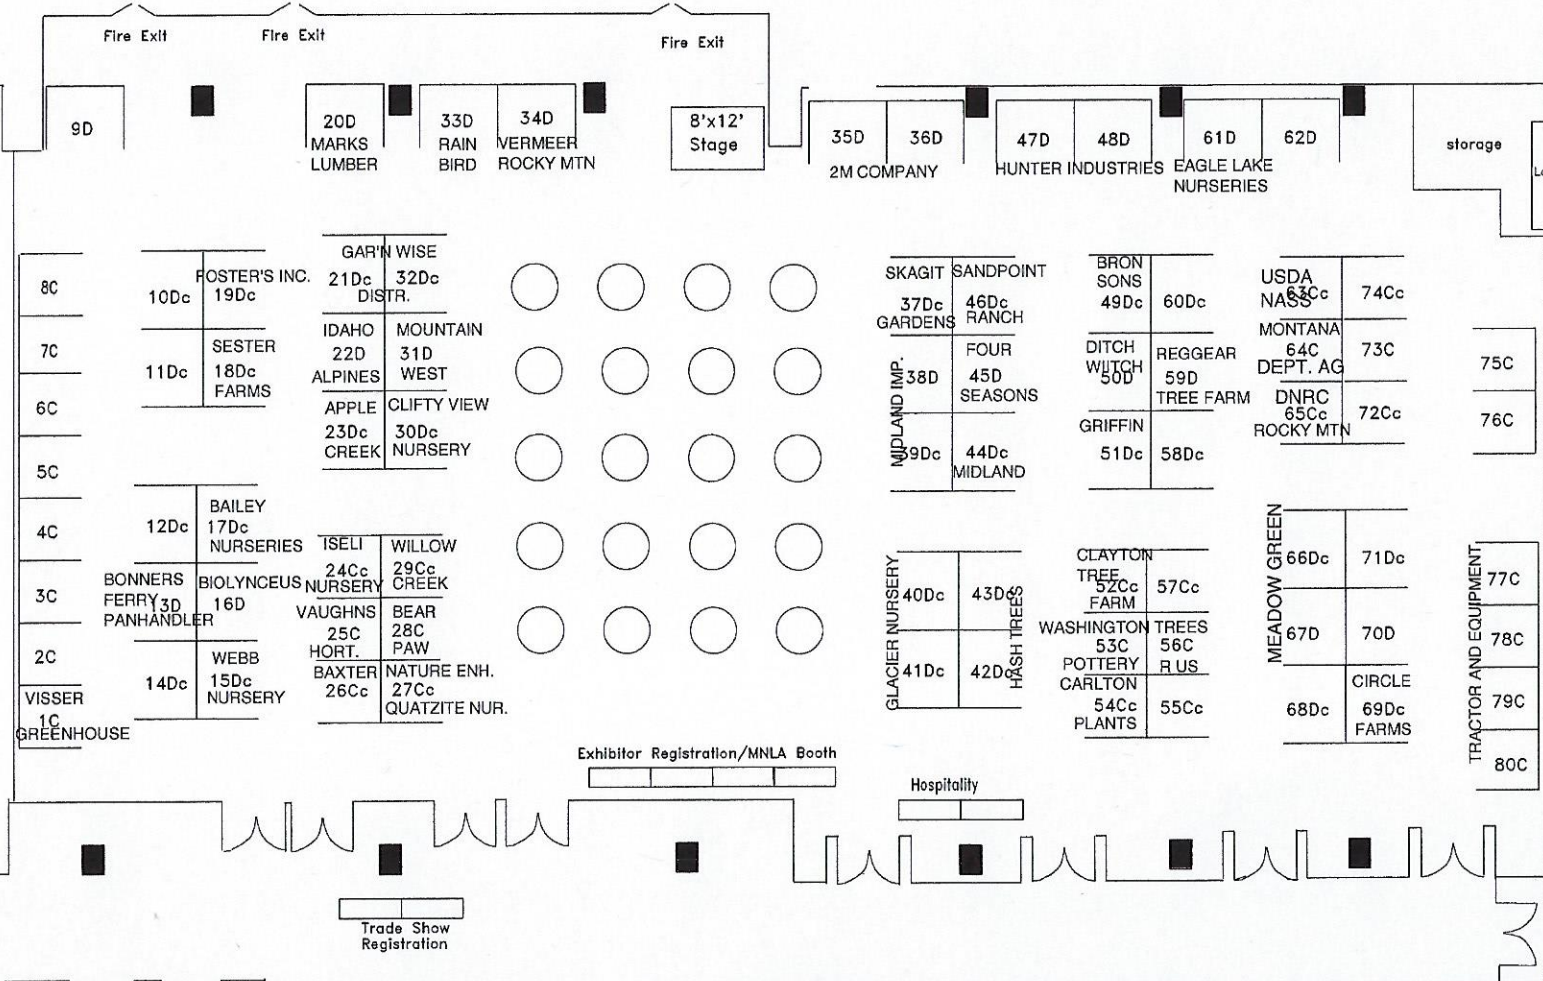 Fire Exit
Fire Exit
Fire Exit
9D
20D
MARKS
LUMBER
33D
RAIN
BIRD
34D
VERMEER
ROCKY MTN
8'x12'
Stage
35D
36D
2M COMPANY
47D
48D
HUNTER INDUSTRIES
61D
62D
EAGLE LAKE
NURSERIES
storage
8C
7C
6C
5C
4C
3C
2C
VISSER
1C
GREENHOUSE
10Dc
FOSTER'S INC.
19Dc
11Dc
SESTER
18Dc
FARMS
12Dc
BAILEY
17Dc
NURSERIES
BONNERS
FERRY
13D
PANHANDLER
BIOLYNCEUS
16D
14Dc
WEBB
15Dc
NURSERY
GAR'N WISE
21Dc
32Dc
DISTR.
IDAHO
22D
ALPINES
MOUNTAIN
31D
WEST
APPLE
23Dc
CREEK
CLIFTY VIEW
30Dc
NURSERY
ISELI
24Cc
NURSERY
WILLOW
29Cc
CREEK
VAUGHNS
25C
HORT.
BEAR
28C
PAW
BAXTER
26Cc
NATURE ENH.
27Cc
QUATZITE NUR.
SKAGIT
37Dc
GARDENS
SANDPOINT
46Dc
RANCH
MIDLAND IMP.
38D
FOUR
45D
SEASONS
39Dc
44Dc
MIDLAND
GLACIER NURSERY
40Dc
43Dc
41Dc
42Dc
HASH TREES
BRON
SONS
49Dc
60Dc
DITCH
WITCH
50D
REGGEAR
59D
TREE FARM
GRIFFIN
51Dc
58Dc
CLAYTON
TREE
52Cc
FARM
57Cc
WASHINGTON TREES
53C
56C
POTTERY
R US
CARLTON
54Cc
PLANTS
55Cc
USDA
63Cc
NASS
74Cc
MONTANA
64C
DEPT. AG
73C
DNRC
65Cc
ROCKY MTN
72Cc
MEADOW GREEN
66Dc
71Dc
67D
70D
68Dc
CIRCLE
69Dc
FARMS
75C
76C
TRACTOR AND EQUIPMENT
77C
78C
79C
80C
Exhibitor Registration/MNLA Booth
Hospitality
Trade Show
Registration